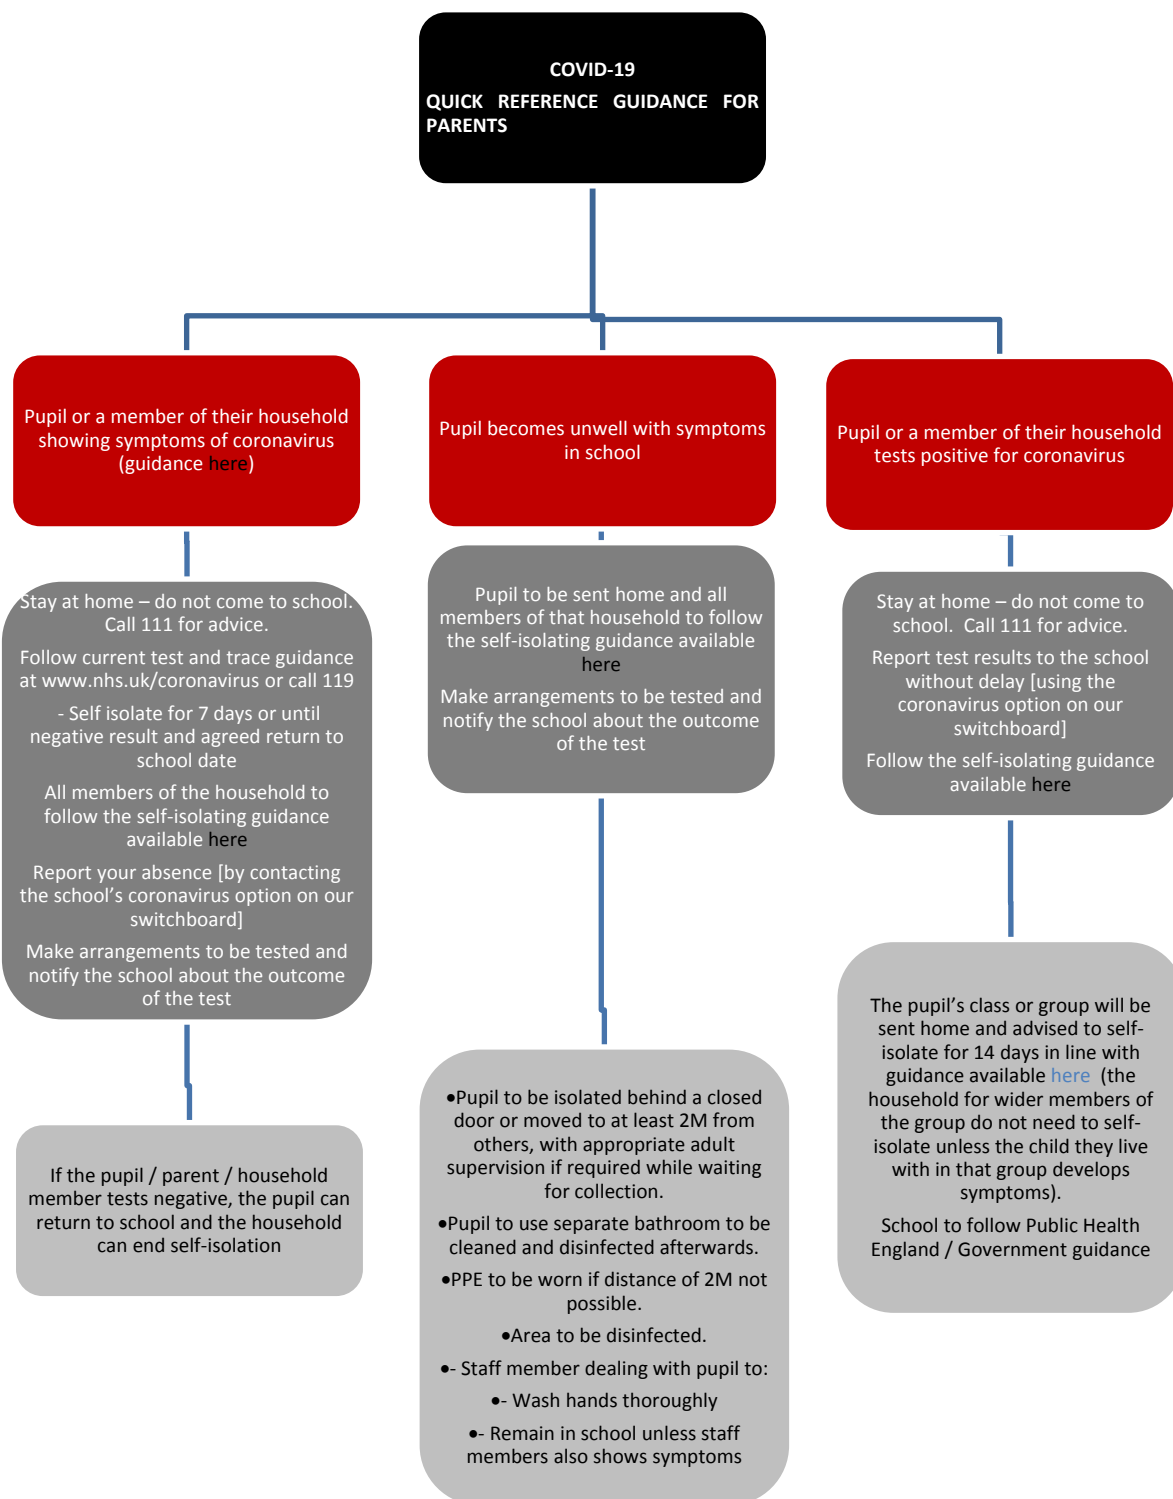 COVID-19
QUICK REFERENCE GUIDANCE FOR
PARENTS
Pupil or a member of their household
showing symptoms of coronavirus
(guidance here)
Pupil becomes unwell with symptoms
in school
Pupil or a member of their household
tests positive for coronavirus
Stay at home – do not come to school.
Call 111 for advice.
Follow current test and trace guidance
at www.nhs.uk/coronavirus or call 119
- Self isolate for 7 days or until
negative result and agreed return to
school date
All members of the household to
follow the self-isolating guidance
available here
Report your absence [by contacting
the school's coronavirus option on our
switchboard]
Make arrangements to be tested and
notify the school about the outcome
of the test
Pupil to be sent home and all
members of that household to follow
the self-isolating guidance available
here
Make arrangements to be tested and
notify the school about the outcome
of the test
Stay at home – do not come to
school.  Call 111 for advice.
Report test results to the school
without delay [using the
coronavirus option on our
switchboard]
Follow the self-isolating guidance
available here
If the pupil / parent / household
member tests negative, the pupil can
return to school and the household
can end self-isolation
•Pupil to be isolated behind a closed
door or moved to at least 2M from
others, with appropriate adult
supervision if required while waiting
for collection.
•Pupil to use separate bathroom to be
cleaned and disinfected afterwards.
•PPE to be worn if distance of 2M not
possible.
•Area to be disinfected.
•- Staff member dealing with pupil to:
•- Wash hands thoroughly
•- Remain in school unless staff
members also shows symptoms
The pupil's class or group will be
sent home and advised to self-
isolate for 14 days in line with
guidance available here  (the
household for wider members of
the group do not need to self-
isolate unless the child they live
with in that group develops
symptoms).
School to follow Public Health
England / Government guidance